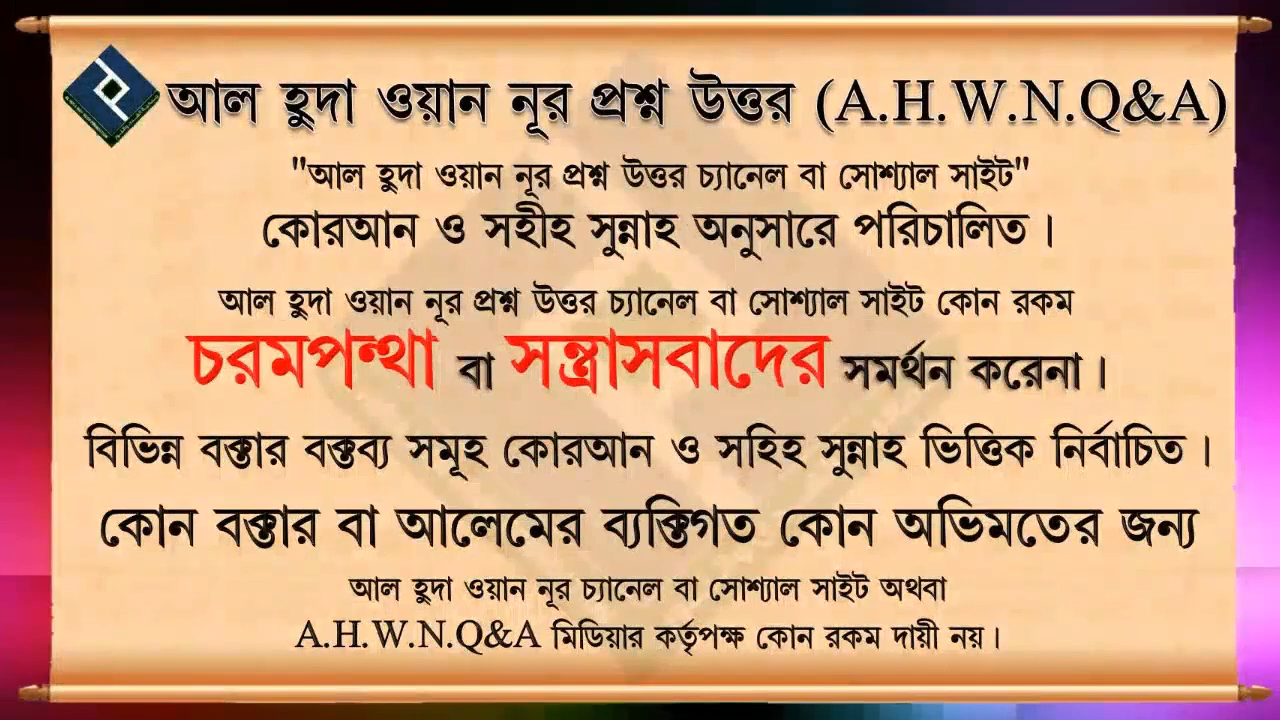 আল হুদা ওয়ান নূর প্রশ্ন উত্তর (A.H.W.N.Q&A)
"আল হুদা ওয়ান নূর প্রশ্ন উত্তর চ্যানেল বা সোশ্যাল সাইট"
কোরআন ও সহীহ সুন্নাহ অনুসারে পরিচালিত।
আল হুদা ওয়ান নূর প্রশ্ন উত্তর চ্যানেল বা সোশ্যাল সাইট কোন রকম
চরমপন্থা বা সন্ত্রাসবাদের সমর্থন করেনা।
বিভিন্ন বক্তার বক্তব্য সমূহ কোরআন ও সহিহ সুন্নাহ ভিত্তিক নির্বাচিত।
কোন বক্তার বা আলেমের ব্যক্তিগত কোন অভিমতের জন্য
আল হুদা ওয়ান নূর চ্যানেল বা সোশ্যাল সাইট অথবা
A.H.W.N.Q&A মিডিয়ার কর্তৃপক্ষ কোন রকম দায়ী নয়।